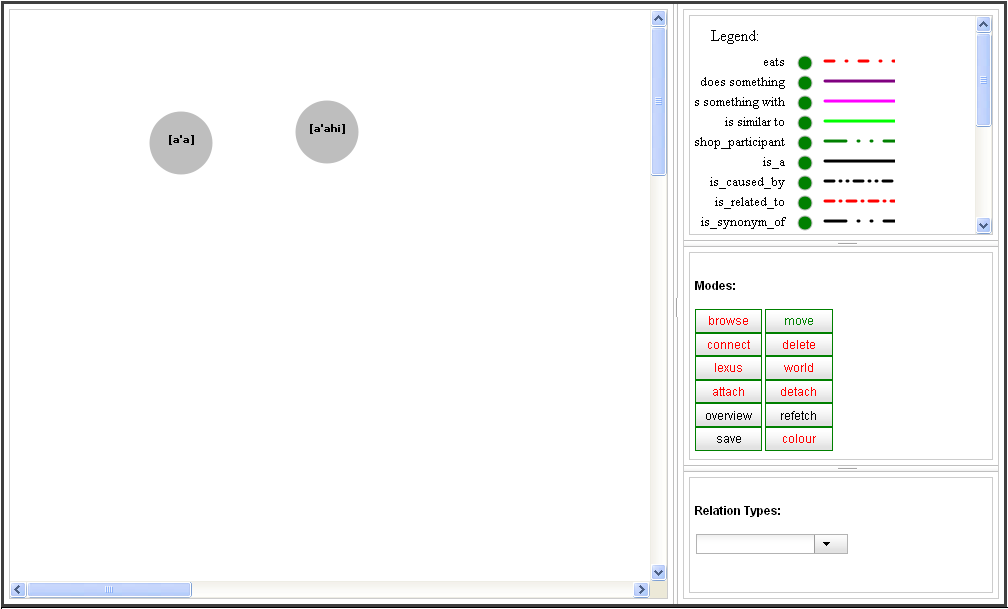 [a'a]
[a'ahi]
Legend:
eats
does something
s something with
is similar to
shop_participant
is_a
is_caused_by
is_related_to
is_synonym_of
Modes:
browse move
connect delete
lexus world
attach detach
overview refetch
save colour
Relation Types: